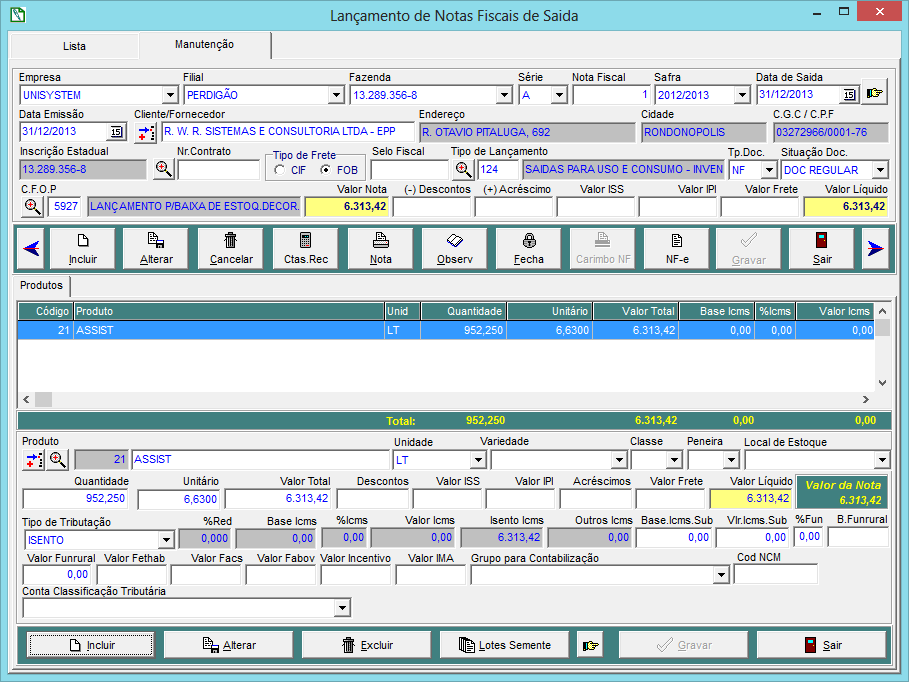 Lançamento de Notas Fiscais de Saida
Lista Manutenção
Empresa Filial Fazenda Série Nota Fiscal Safra Data de Saida
UNISYSTEM PERDIGÃO 13.289.356-8 A 1 2012/2013 31/12/2013 15
Data Emissão Cliente/Fornecedor Endereço Cidade C.G.C / C.P.F
31/12/2013 15 R. W. R. SISTEMAS E CONSULTORIA LTDA - EPP R. OTAVIO PITALUGA, 692 RONDONOPOLIS 03272966/0001-76
Inscrição Estadual Nr.Contrato Tipo de Frete Selo Fiscal Tipo de Lançamento Tp.Doc. Situação Doc.
13.289.356-8 CIF FOB 124 SAIDAS PARA USO E CONSUMO - INVEN NF DOC REGULAR
C.F.O.P Valor Nota (-) Descontos (+) Acréscimo Valor ISS Valor IPI Valor Frete Valor Líquido
5927 LANÇAMENTO P/BAIXA DE ESTOQ.DECOR 6.313,42 6.313,42
Incluir Alterar Cancelar Ctas.Rec Nota Observ Fecha Carimbo NF NF-e Gravar Sair
Produtos
Código Produto Unid Quantidade Unitário Valor Total Base Icms %Icms Valor Icms
21 ASSIST LT 952,250 6,6300 6.313,42 0,00 0,00 0,00
Total: 952,250 6.313,42 0,00 0,00
Produto Unidade Variedade Classe Peneira Local de Estoque
21 ASSIST LT
Quantidade Unitário Valor Total Descontos Valor ISS Valor IPI Acréscimos Valor Frete Valor Líquido Valor da Nota
952,250 6,6300 6.313,42 6.313,42 6.313,42
Tipo de Tributação %Red Base Icms %Icms Valor Icms Isento Icms Outros Icms Base.Icms.Sub Vlr.Icms.Sub %Fun B.Funrural
ISENTO 0,000 0,00 0,00 0,00 6.313,42 0,00 0,00 0,00 0,00
Valor Funrural Valor Fethab Valor Facs Valor Fabov Valor Incentivo Valor IMA Grupo para Contabilização Cod NCM
0,00
Conta Classificação Tributária
Incluir Alterar Excluir Lotes Semente Gravar Sair